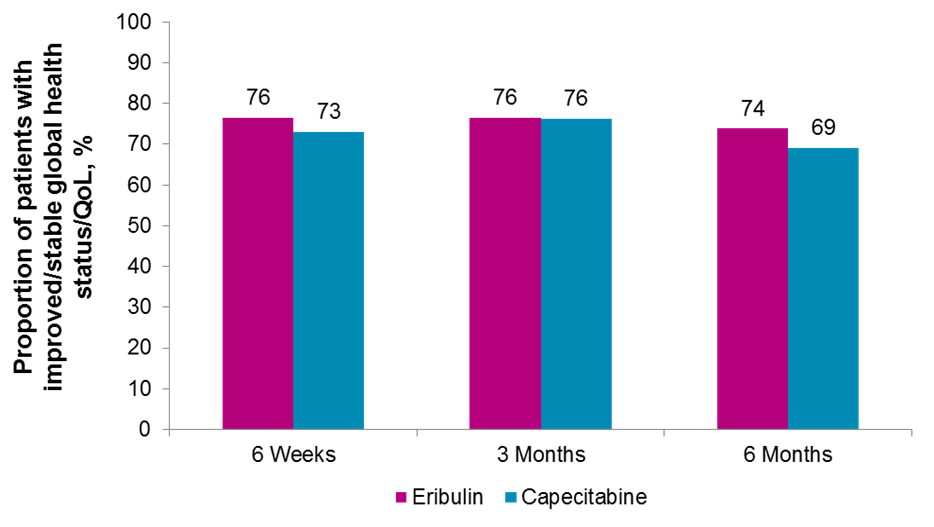 Proportion of patients with
improved/stable global health
status/QoL, %
100
90
80
70
60
50
40
30
20
10
0
76
73
76
76
74
69
6 Weeks
3 Months
6 Months
Eribulin
Capecitabine